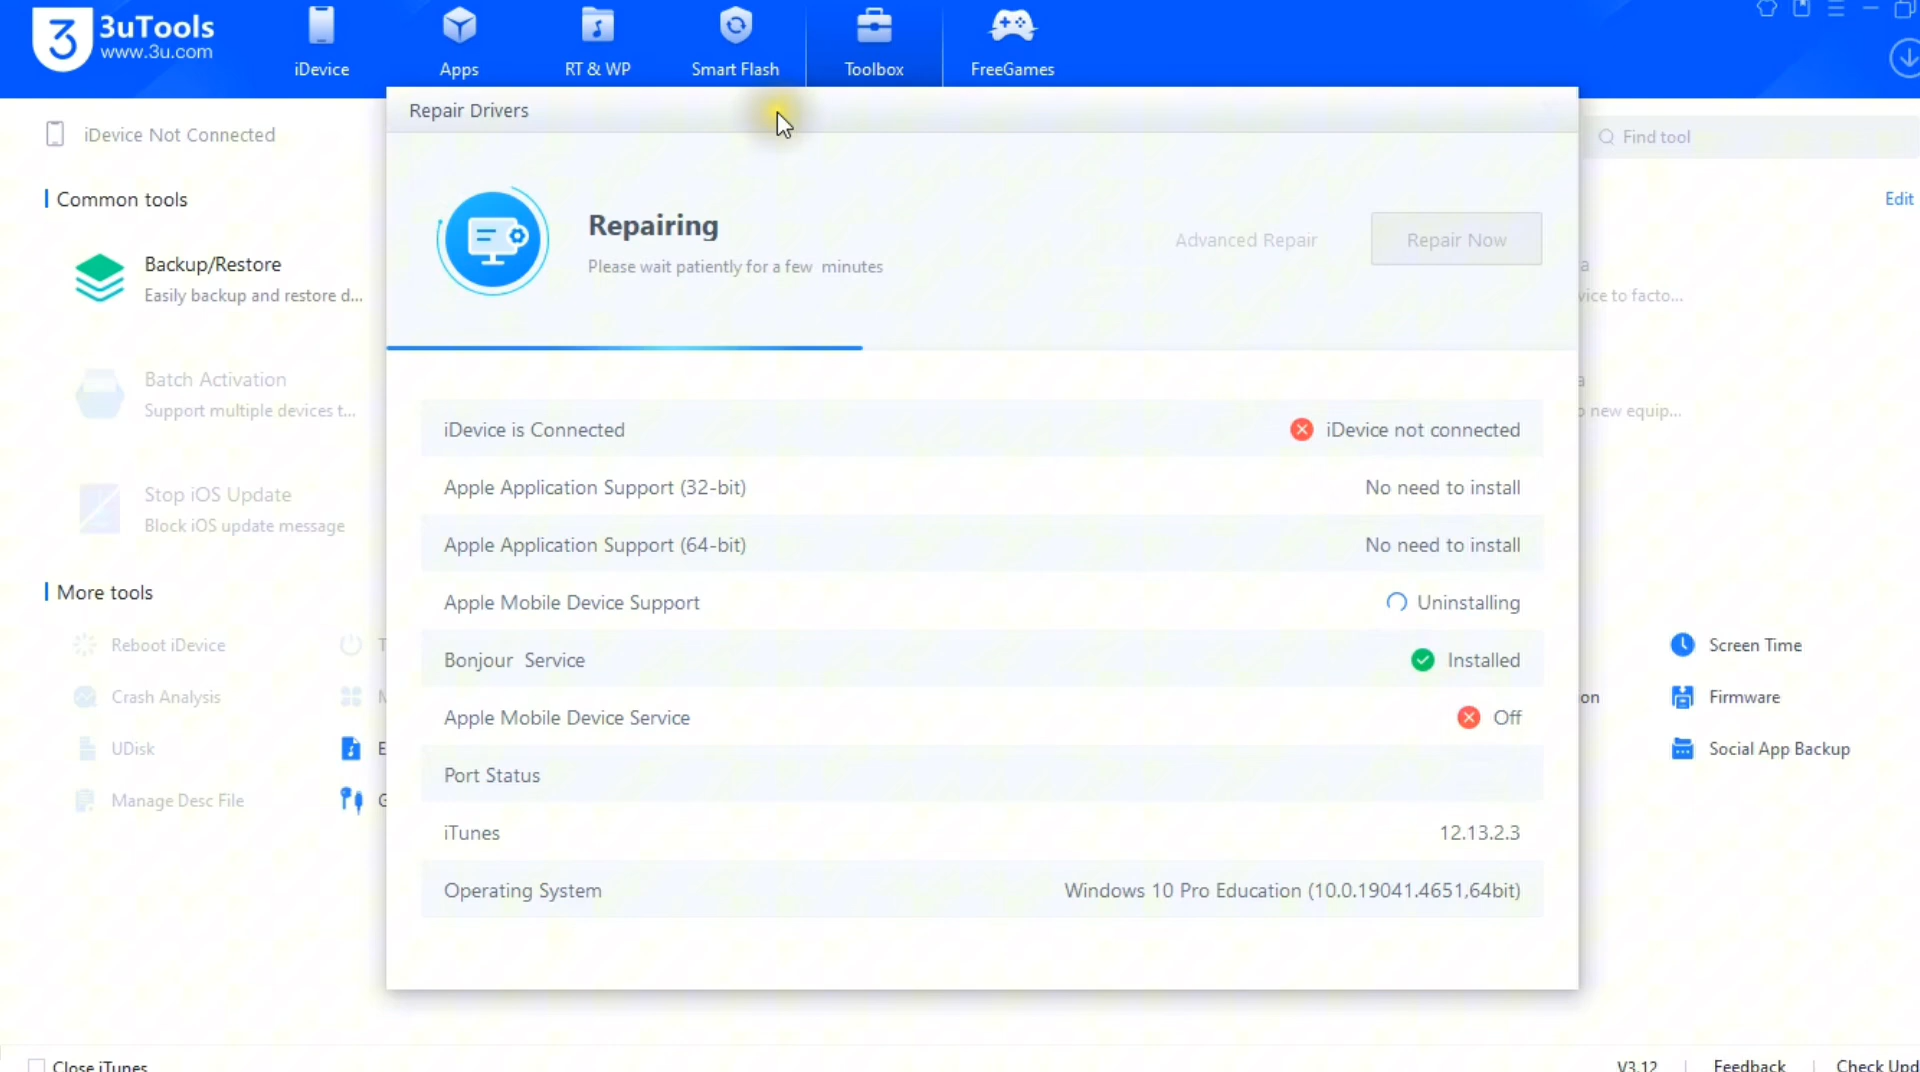 3 3uTools
www.3u.com
iDevice
Apps
RT & WP
Smart Flash
Toolbox
FreeGames
iDevice Not Connected
Find tool
Common tools
Edit
Backup/Restore
Easily backup and restore d...
Batch Activation
Support multiple devices t...
Stop iOS Update
Block iOS update message
More tools
Reboot iDevice
Crash Analysis
UDisk
Manage Desc File
Repair Drivers
Repairing
Please wait patiently for a few minutes
Advanced Repair
Repair Now
iDevice is Connected
iDevice not connected
Apple Application Support (32-bit)
No need to install
Apple Application Support (64-bit)
No need to install
Apple Mobile Device Support
Uninstalling
Bonjour Service
Installed
Apple Mobile Device Service
Off
Port Status
iTunes
12.13.2.3
Operating System
Windows 10 Pro Education (10.0.19041.4651,64bit)
a
vice to facto...
a
new equip...
on
Screen Time
Firmware
Social App Backup
Close iTunes
V3.12
Feedback
Check Upd